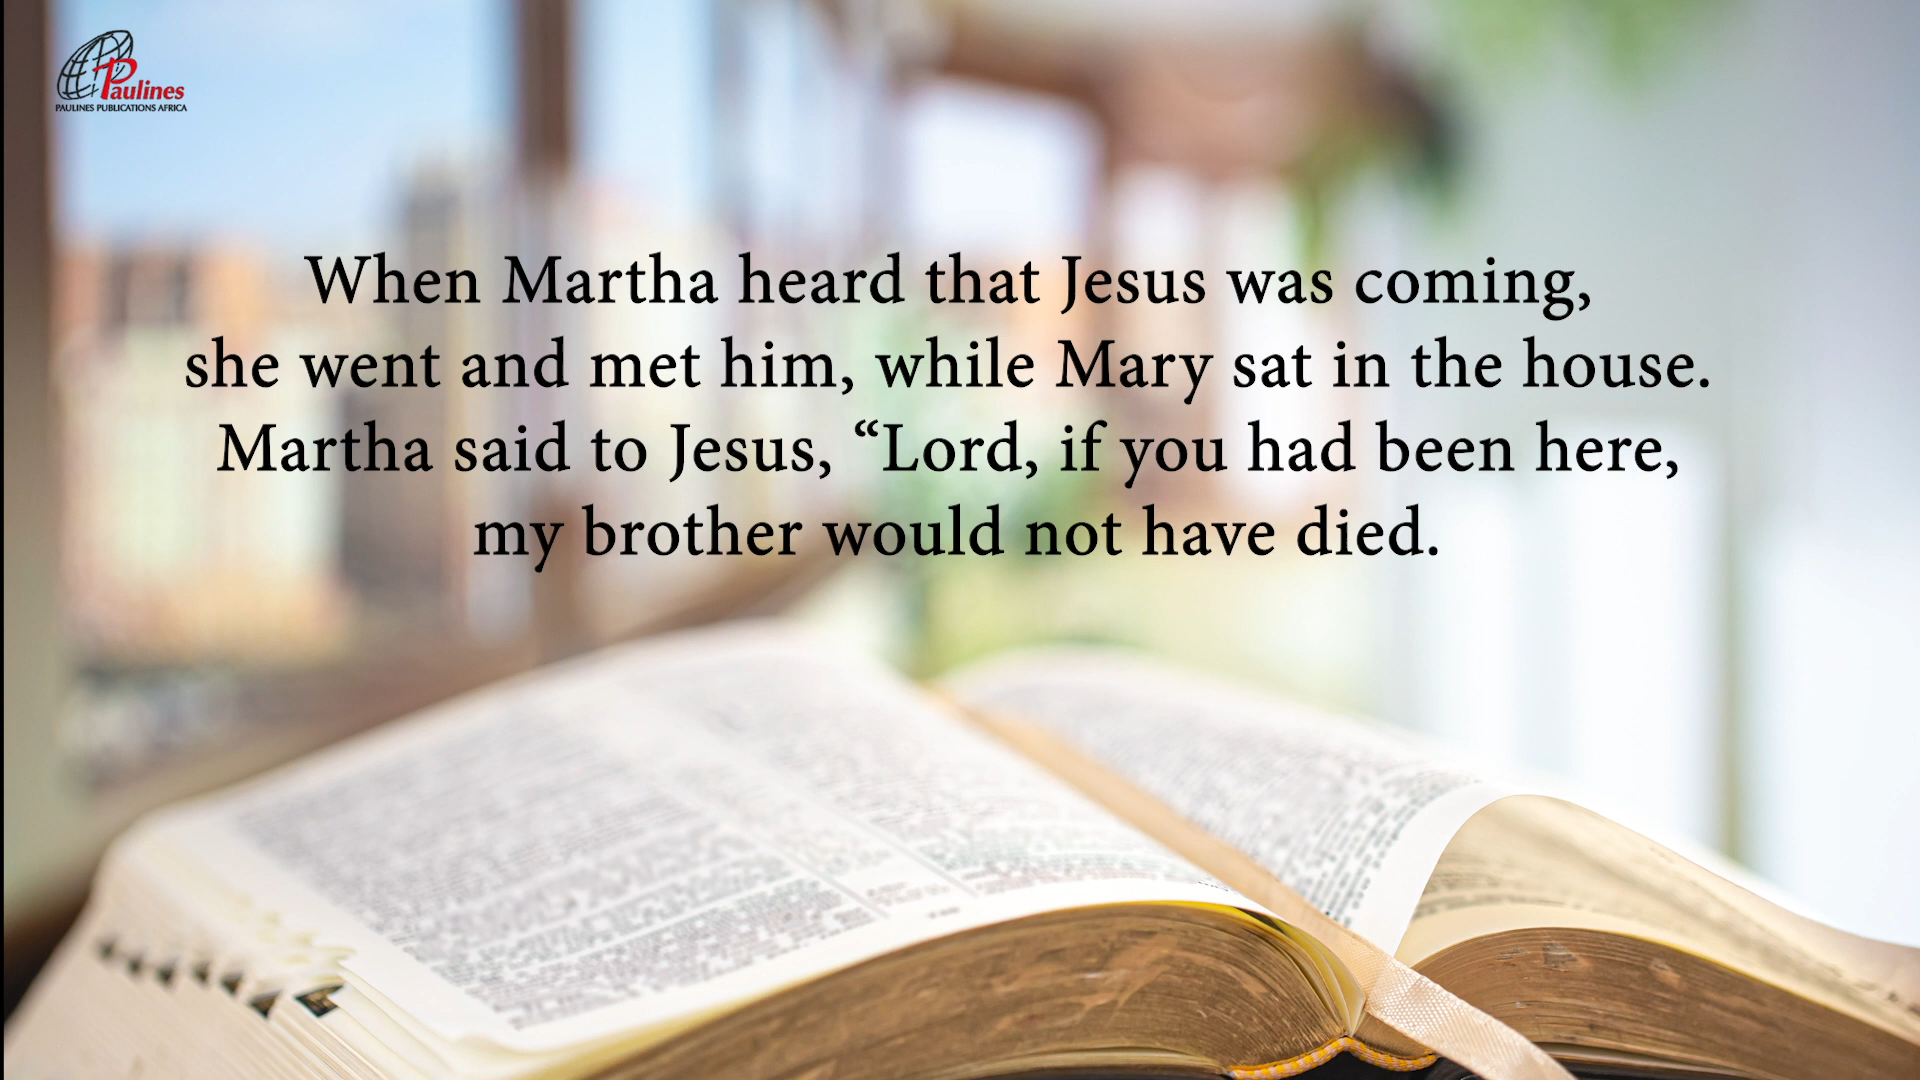 Paulines
PAULINES PUBLICATIONS AFRICA
When Martha heard that Jesus was coming,
she went and met him, while Mary sat in the house.
Martha said to Jesus, “Lord, if you had been here,
my brother would not have died.